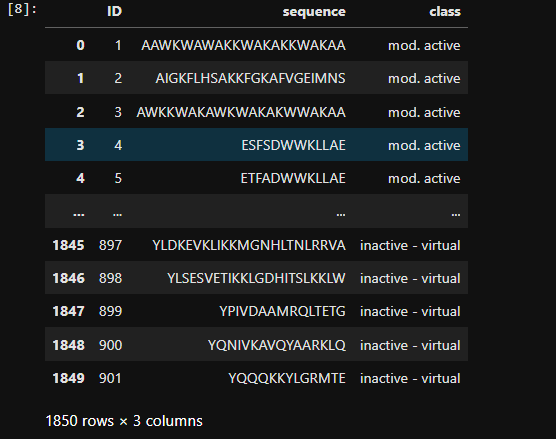 [8]:
ID sequence class
0 1 AAWKWAWAKKWAKAKKWAKAA mod. active
1 2 AIGKFLHSAKKFGKAFVGEIMNS mod. active
2 3 AWKKWAKAWKWAKAKWWAKAA mod. active
3 4 ESFSDWWKLLAE mod. active
4 5 ETFADWWKLLAE mod. active
... ... ... ...
1845 897 YLDKEVKLIKKMGNHLTNLRRVA inactive - virtual
1846 898 YLSESVETIKKLGDHITSLKKLW inactive - virtual
1847 899 YPIVDAAMRQLTETG inactive - virtual
1848 900 YQNIVKAVQYAARKLQ inactive - virtual
1849 901 YQQQKKYLGRMTE inactive - virtual
1850 rows × 3 columns